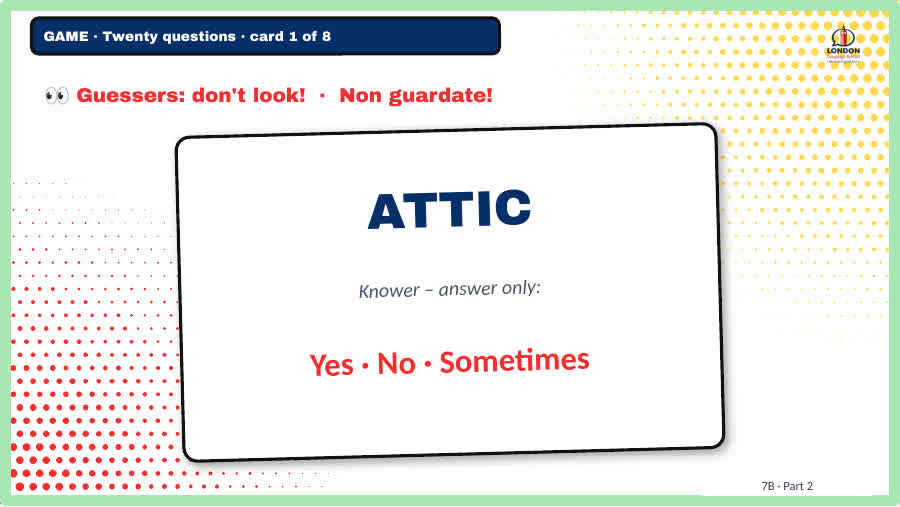 GAME · Twenty questions · card 1 of 8
LONDON
👀 Guessers: don't look! · Non guardate!
ATTIC
Knower – answer only:
Yes · No · Sometimes
7B · Part 2